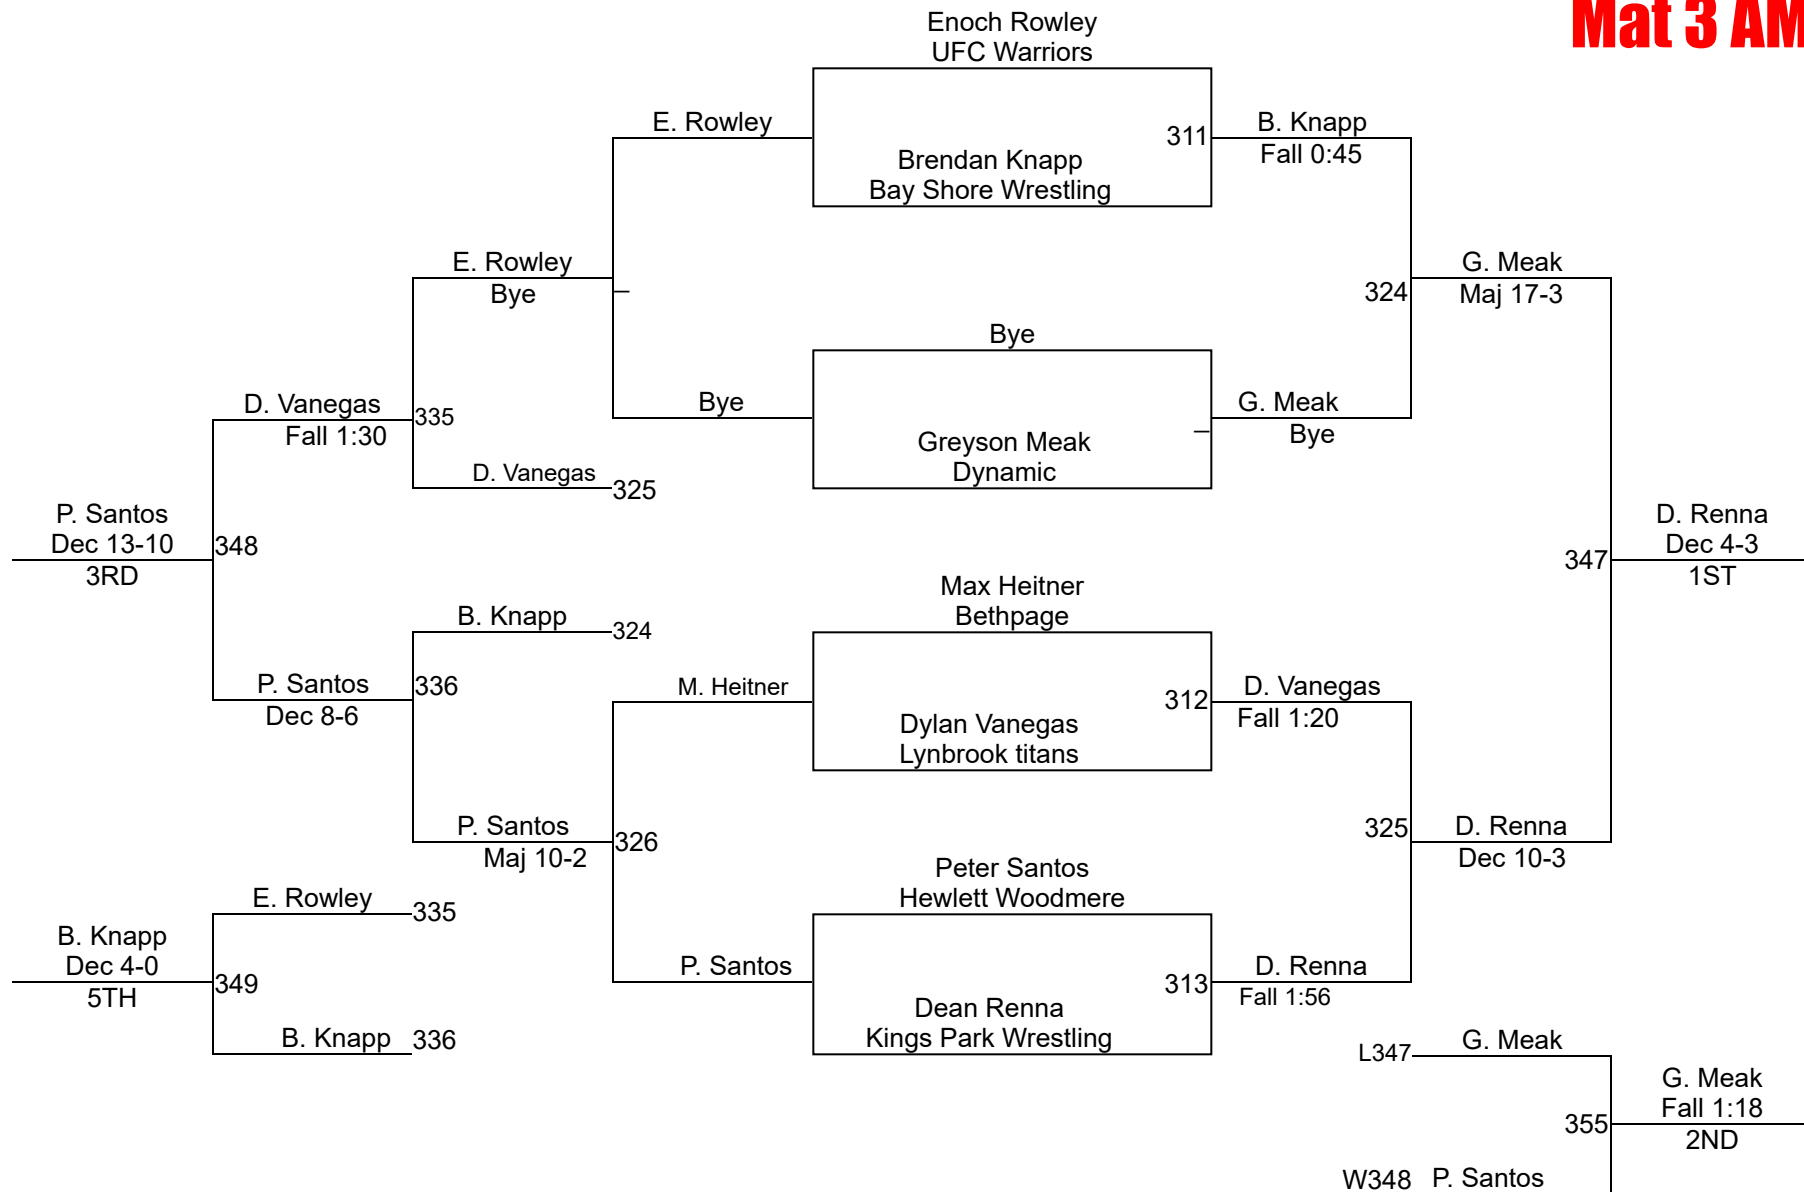 Mat 3 AM
Enoch Rowley
UFC Warriors
E. Rowley
311
B. Knapp
Fall 0:45
Brendan Knapp
Bay Shore Wrestling
E. Rowley
Bye
–
324
G. Meak
Maj 17-3
Bye
D. Vanegas
Fall 1:30
335
Bye
G. Meak
Bye
–
Greyson Meak
Dynamic
D. Vanegas
325
P. Santos
Dec 13-10
3RD
348
347
D. Renna
Dec 4-3
1ST
Max Heitner
Bethpage
B. Knapp
324
P. Santos
Dec 8-6
336
M. Heitner
312
D. Vanegas
Fall 1:20
Dylan Vanegas
Lynbrook titans
P. Santos
Maj 10-2
326
325
D. Renna
Dec 10-3
Peter Santos
Hewlett Woodmere
E. Rowley
335
B. Knapp
Dec 4-0
5TH
349
P. Santos
313
D. Renna
Fall 1:56
Dean Renna
Kings Park Wrestling
B. Knapp
336
L347
G. Meak
355
G. Meak
Fall 1:18
2ND
W348
P. Santos